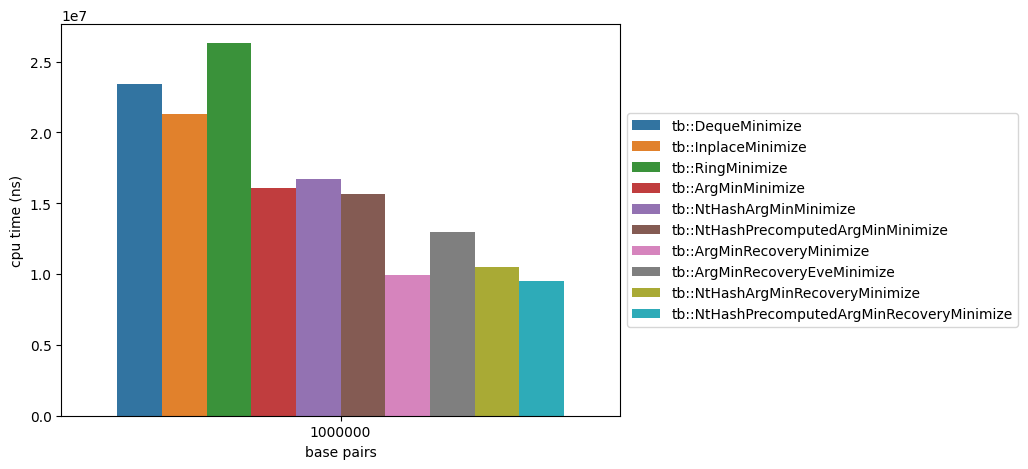 1e7
2.5
2.0
1.5
1.0
0.5
0.0
cpu time (ns)
1000000
base pairs
tb::DequeMinimize
tb::InplaceMinimize
tb::RingMinimize
tb::ArgMinMinimize
tb::NtHashArgMinMinimize
tb::NtHashPrecomputedArgMinMinimize
tb::ArgMinRecoveryMinimize
tb::ArgMinRecoveryEveMinimize
tb::NtHashArgMinRecoveryMinimize
tb::NtHashPrecomputedArgMinRecoveryMinimize